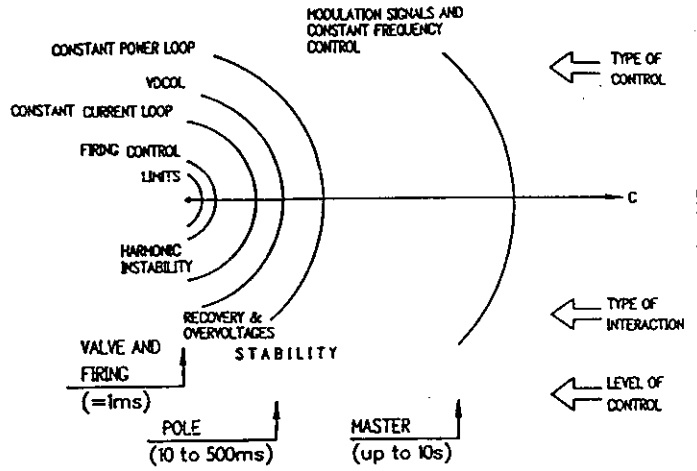 MODULATION SIGNALS AND
CONSTANT FREQUENCY
CONTROL
CONSTANT POWER LOOP
TYPE OF
CONTROL
VDCOL
CONSTANT CURRENT LOOP
FIRING CONTROL
LIMITS
C
HARMONIC
INSTABILITY
RECOVERY &
OVERVOLTAGES
TYPE OF
INTERACTION
STABILITY
VALVE AND
FIRING
(=1ms)
LEVEL OF
CONTROL
POLE
(10 to 500ms)
MASTER
(up to 10s)